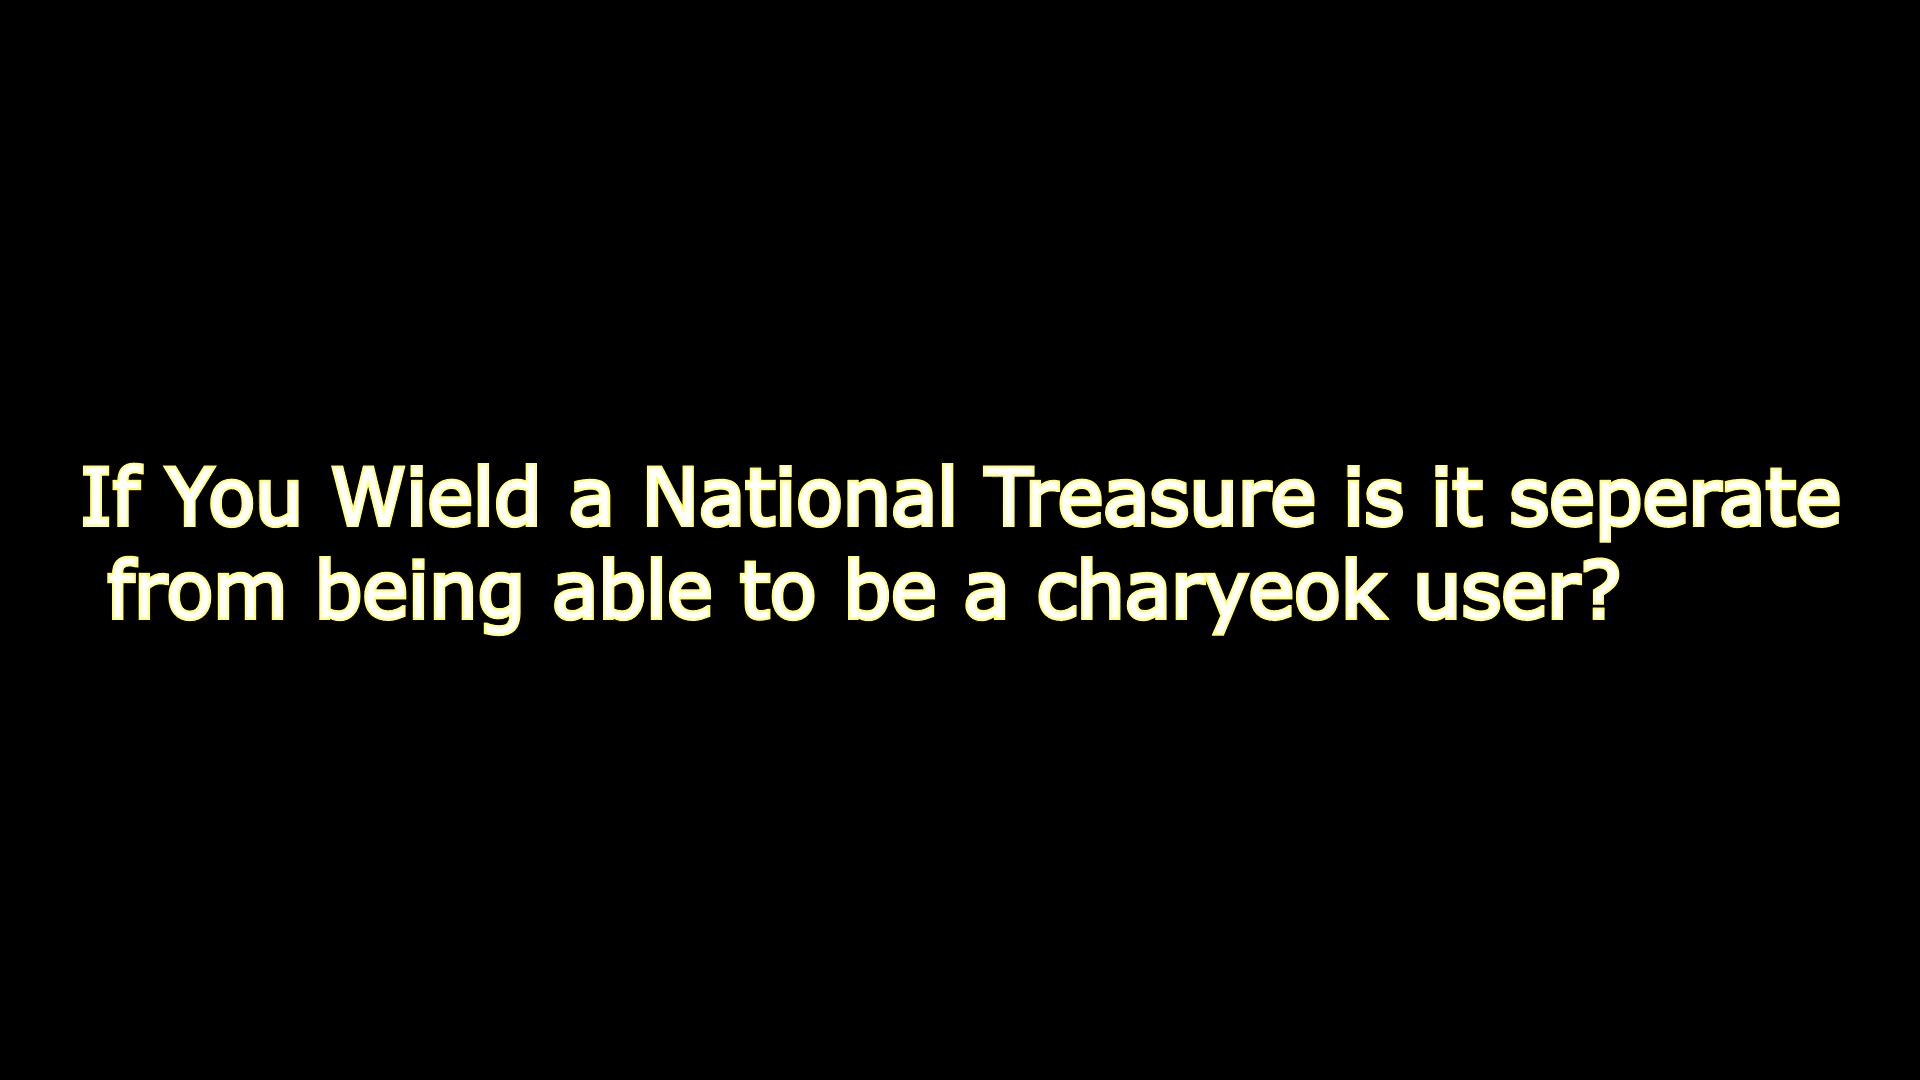 If You Wield a National Treasure is it seperate
from being able to be a charyeok user?